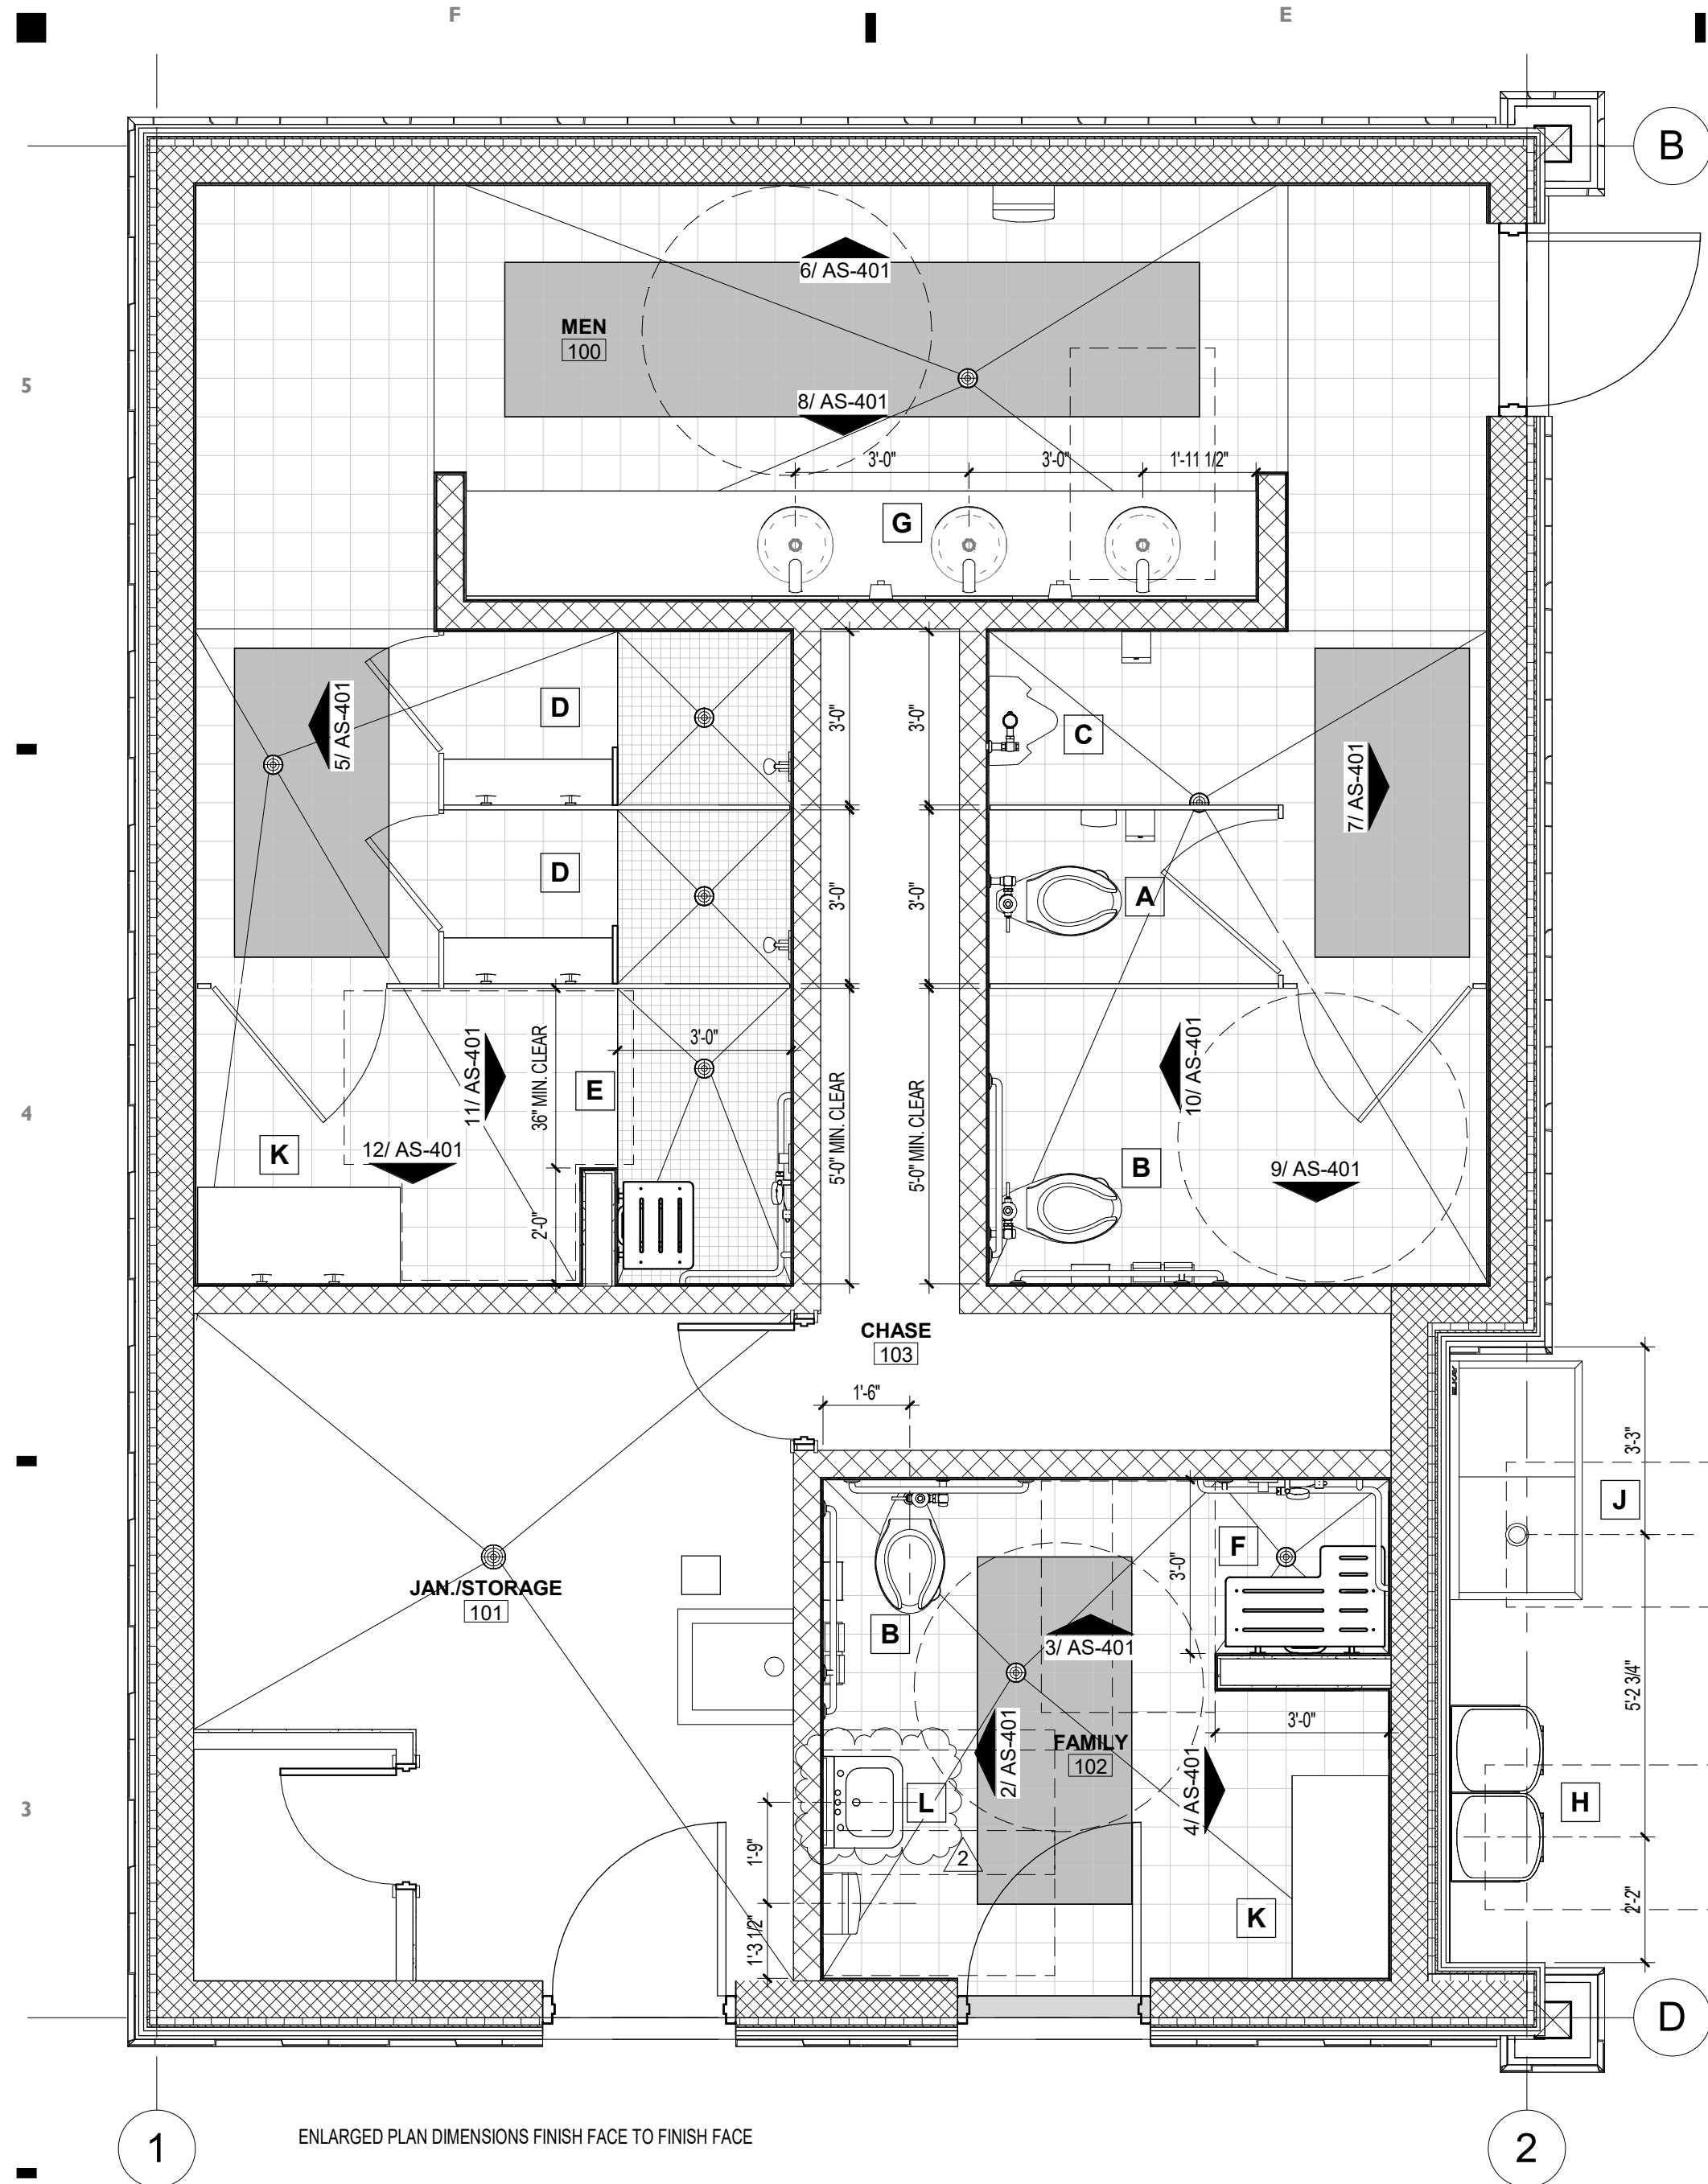 F
E
B
6/ AS-401
MEN
100
5
8/ AS-401
3'-0"
3'-0"
1'-11 1/2"
G
D
5/ AS-401
3'-0"
3'-0"
C
7/ AS-401
D
3'-0"
3'-0"
A
11/ AS-401
36" MIN. CLEAR
3'-0"
E
10/ AS-401
4
5'-0" MIN. CLEAR
5'-0" MIN. CLEAR
K
12/ AS-401
B
9/ AS-401
2'-0"
CHASE
103
1'-6"
ELKAY
3'-3"
J
F
3'-0"
JAN./STORAGE
101
B
3/ AS-401
5'-2 3/4"
3'-0"
2/ AS-401
FAMILY
102
4/ AS-401
L
H
3
1'-9"
2
2'-2"
K
1'-3 1/2"
D
1
2
ENLARGED PLAN DIMENSIONS FINISH FACE TO FINISH FACE